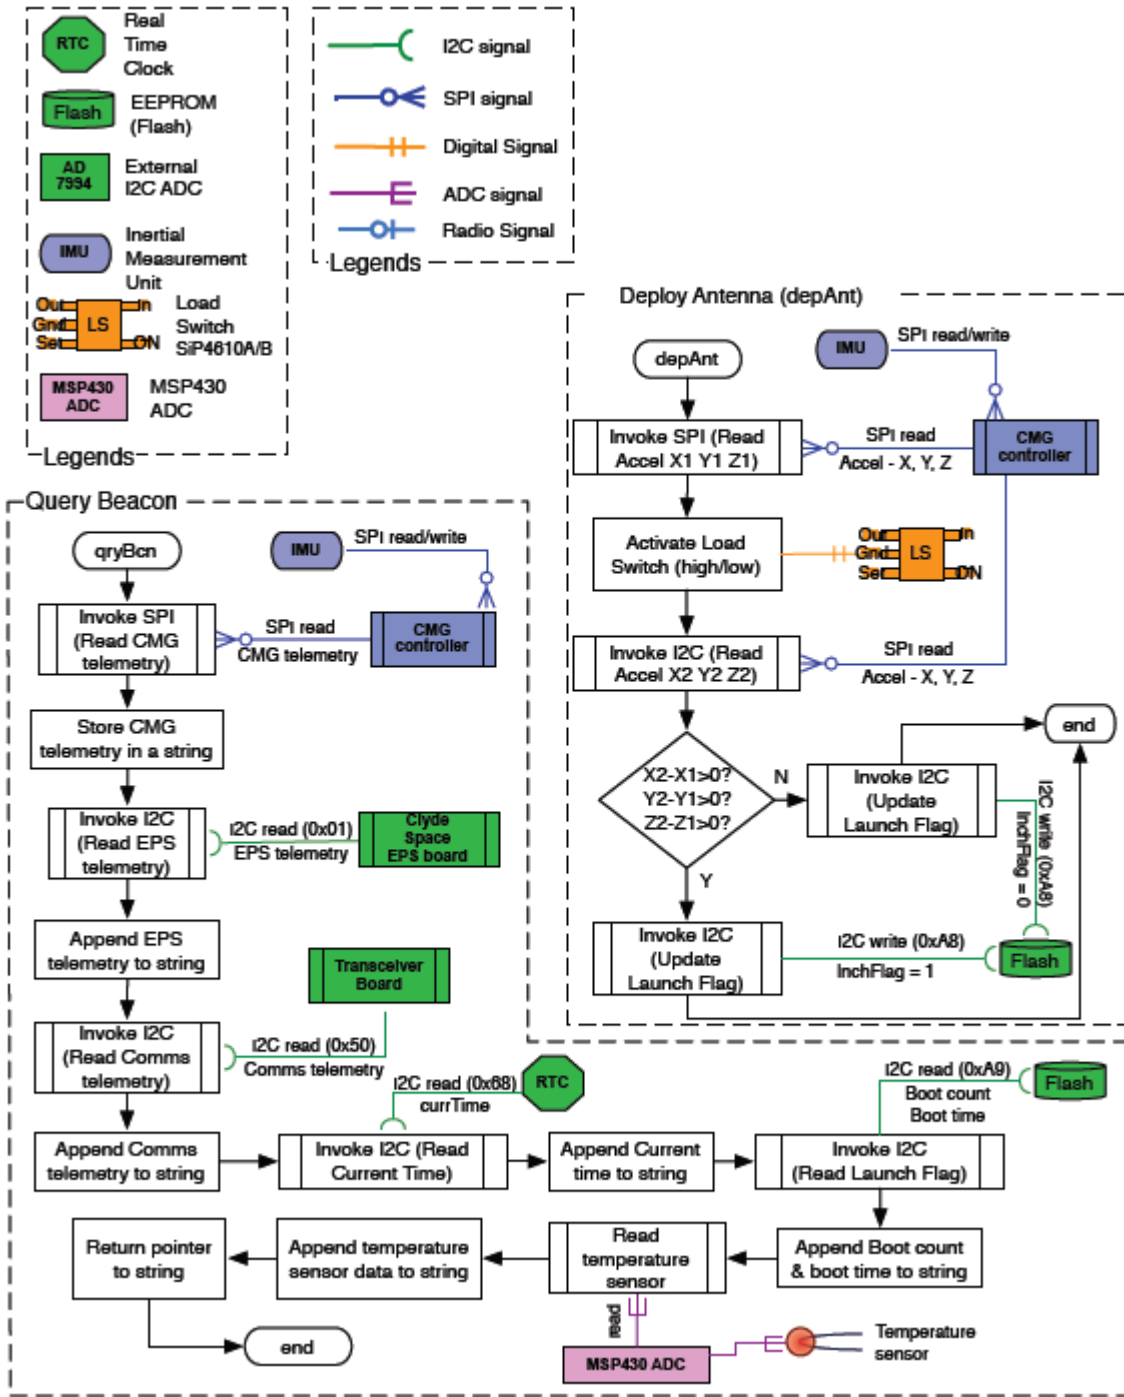 RTC
Real
Time
Clock
Flash
EEPROM
(Flash)
AD
7994
External
I2C ADC
IMU
Inertial
Measurement
Unit
Out
Gnd
Set
LS
In
ON
Load
Switch
SiP4610A/B
MSP430
ADC
MSP430
ADC
Legends
I2C signal
SPI signal
Digital Signal
ADC signal
Radio Signal
Legends
Deploy Antenna (depAnt)
depAnt
IMU
SPI read/write
Invoke SPI (Read
Accel X1 Y1 Z1)
SPI read
Accel - X, Y, Z
CMG
controller
Activate Load
Switch (high/low)
Out
Gnd
Set
LS
In
ON
Invoke I2C (Read
Accel X2 Y2 Z2)
SPI read
Accel - X, Y, Z
end
X2-X1>0?
Y2-Y1>0?
Z2-Z1>0?
N
Invoke I2C
(Update
Launch Flag)
I2C write (0xA8)
lnchFlag = 0
Y
Invoke I2C
(Update
Launch Flag)
I2C write (0xA8)
lnchFlag = 1
Flash
Query Beacon
qryBcn
IMU
SPI read/write
Invoke SPI
(Read CMG
telemetry)
SPI read
CMG telemetry
CMG
controller
Store CMG
telemetry in a string
Invoke I2C
(Read EPS
telemetry)
I2C read (0x01)
EPS telemetry
Clyde
Space
EPS board
Append EPS
telemetry to string
Transceiver
Board
Invoke I2C
(Read Comms
telemetry)
I2C read (0x50)
Comms telemetry
I2C read (0x68)
currTime
RTC
I2C read (0xA9)
Boot count
Boot time
Flash
Append Comms
telemetry to string
Invoke I2C (Read
Current Time)
Append Current
time to string
Invoke I2C
(Read Launch Flag)
Return pointer
to string
Append temperature
sensor data to string
Read
temperature
sensor
Append Boot count
& boot time to string
read
end
MSP430 ADC
Temperature
sensor